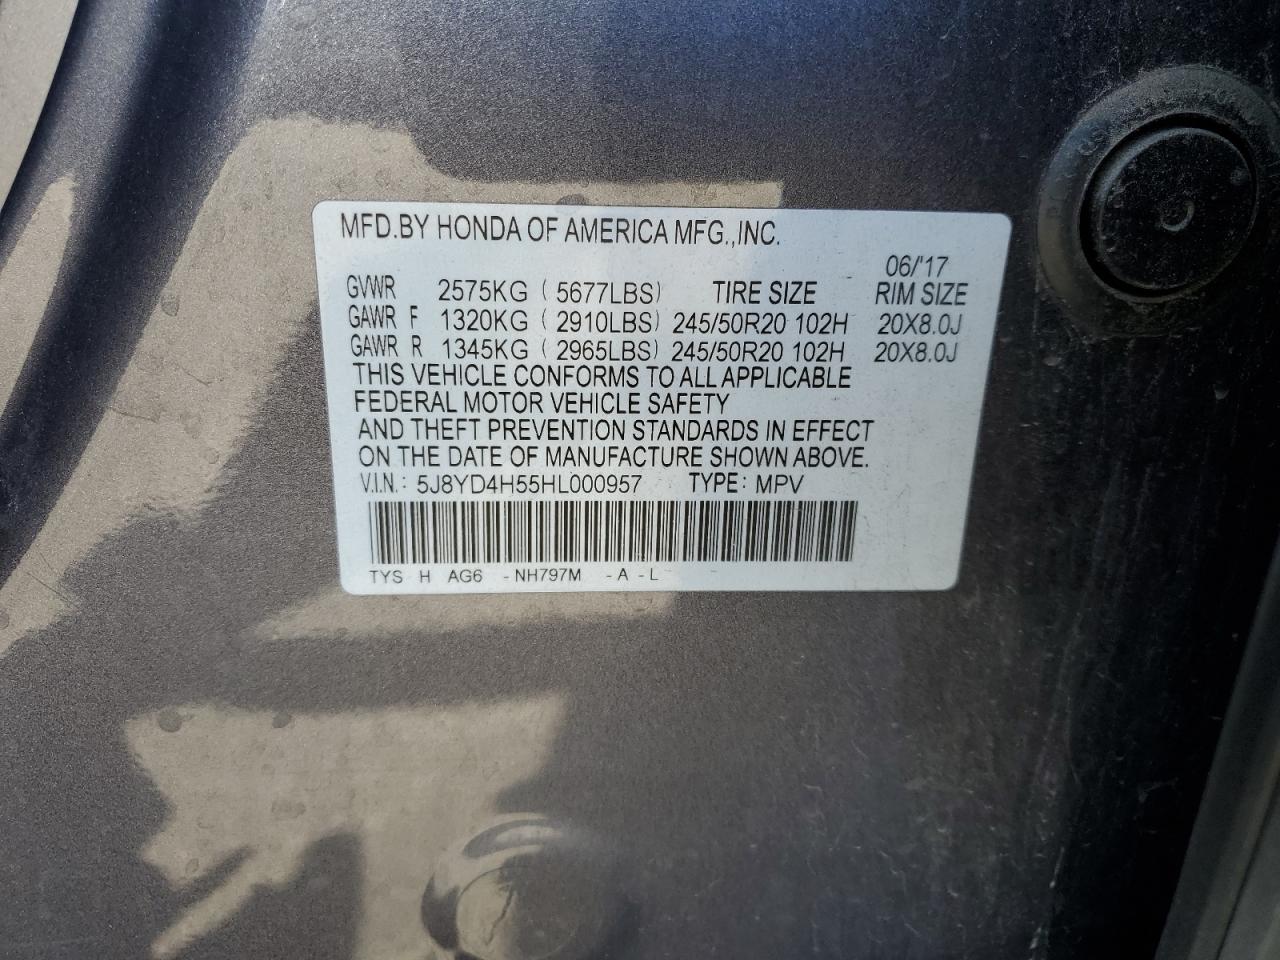 MFD.BY HONDA OF AMERICA MFG.,INC.
06/'17
GVWR 2575KG ( 5677LBS) TIRE SIZE RIM SIZE
GAWR F 1320KG ( 2910LBS) 245/50R20 102H 20X8.0J
GAWR R 1345KG ( 2965LBS) 245/50R20 102H 20X8.0J
THIS VEHICLE CONFORMS TO ALL APPLICABLE
FEDERAL MOTOR VEHICLE SAFETY
AND THEFT PREVENTION STANDARDS IN EFFECT
ON THE DATE OF MANUFACTURE SHOWN ABOVE.
V.I.N.: 5J8YD4H55HL000957 TYPE: MPV
TYS H AG6 - NH797M - A - L -